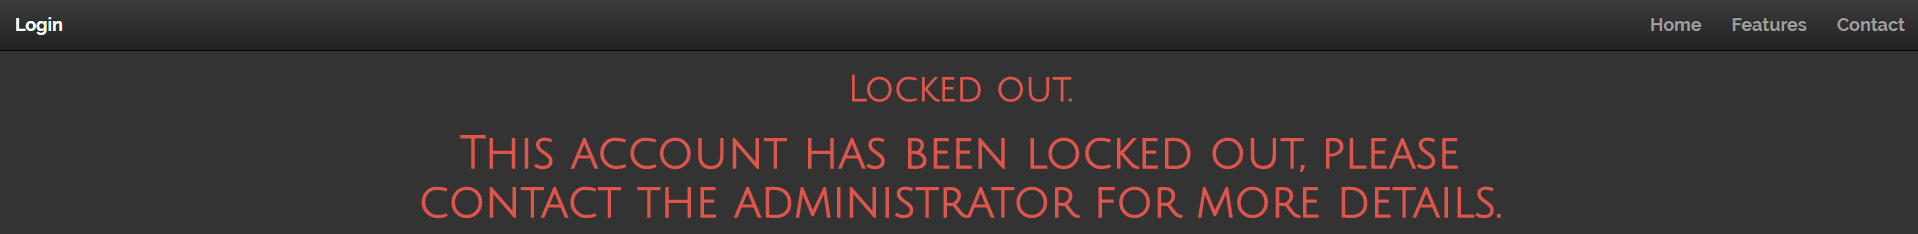 Login
Home Features Contact
Locked out.
This account has been locked out, please
contact the administrator for more details.